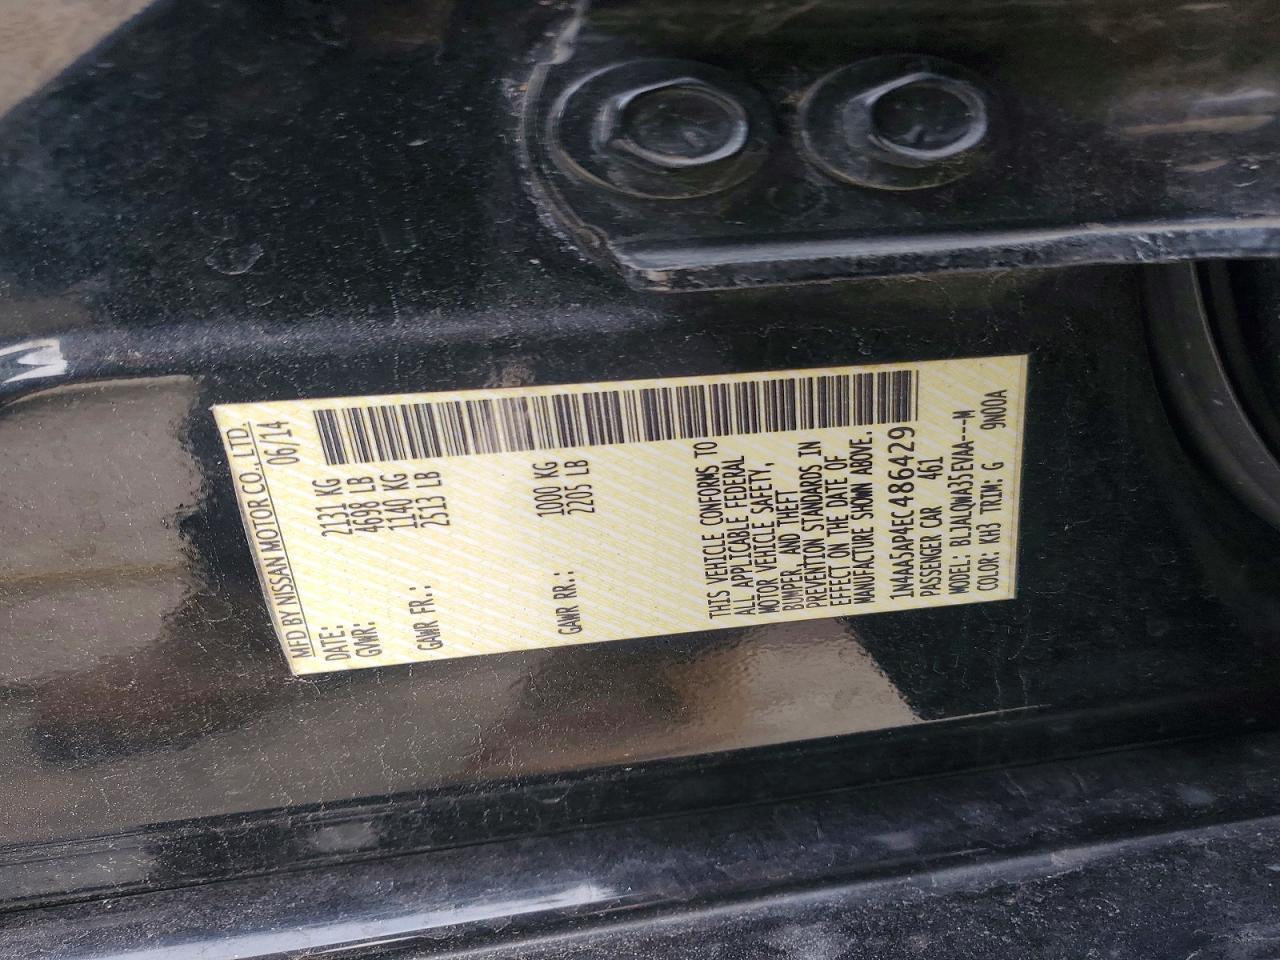 MFD BY NISSAN MOTOR CO., LTD.
DATE: 06/14
GVWR: 2131 KG
4698 LB
GAWR FR.: 1140 KG
2513 LB
GAWR RR.: 1000 KG
2205 LB
THIS VEHICLE CONFORMS TO
ALL APPLICABLE FEDERAL
MOTOR VEHICLE SAFETY,
BUMPER, AND THEFT
PREVENTION STANDARDS IN
EFFECT ON THE DATE OF
MANUFACTURE SHOWN ABOVE.
1N4AA5AP4EC486429
PASSENGER CAR 461
MODEL: BLJALQWA35EVAA---M
COLOR: KH3 TRIM: G 9N00A